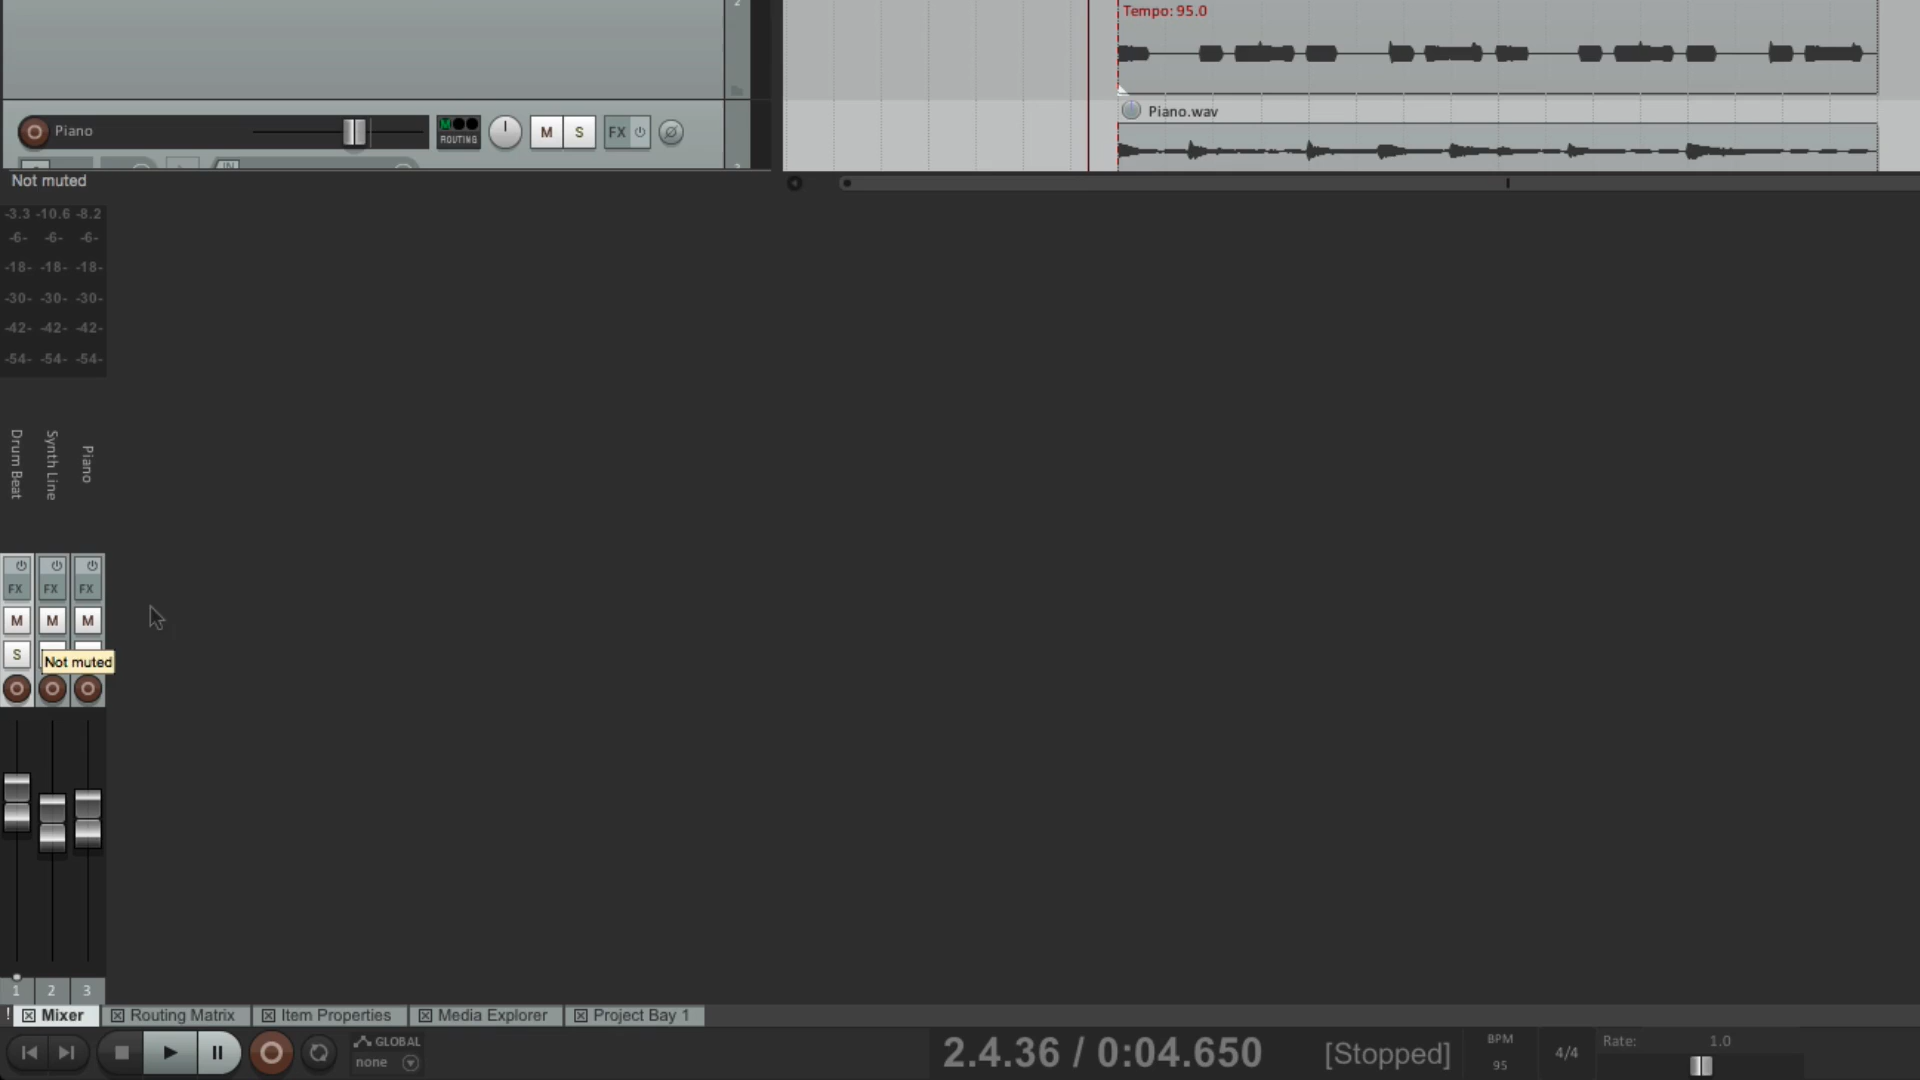 2
Tempo: 95.0
Piano
M
ROUTING
M S FX
IN
Piano.wav
Not muted
-3.3 -10.6 -8.2
-6- -6- -6-
-18- -18- -18-
-30- -30- -30-
-42- -42- -42-
-54- -54- -54-
Drum Beat
Synth Line
Piano
FX FX FX
M M M
S
Not muted
1 2 3
! Mixer Routing Matrix Item Properties Media Explorer Project Bay 1
GLOBAL
none
2.4.36 / 0:04.650
[Stopped]
BPM
95
4/4
Rate: 1.0